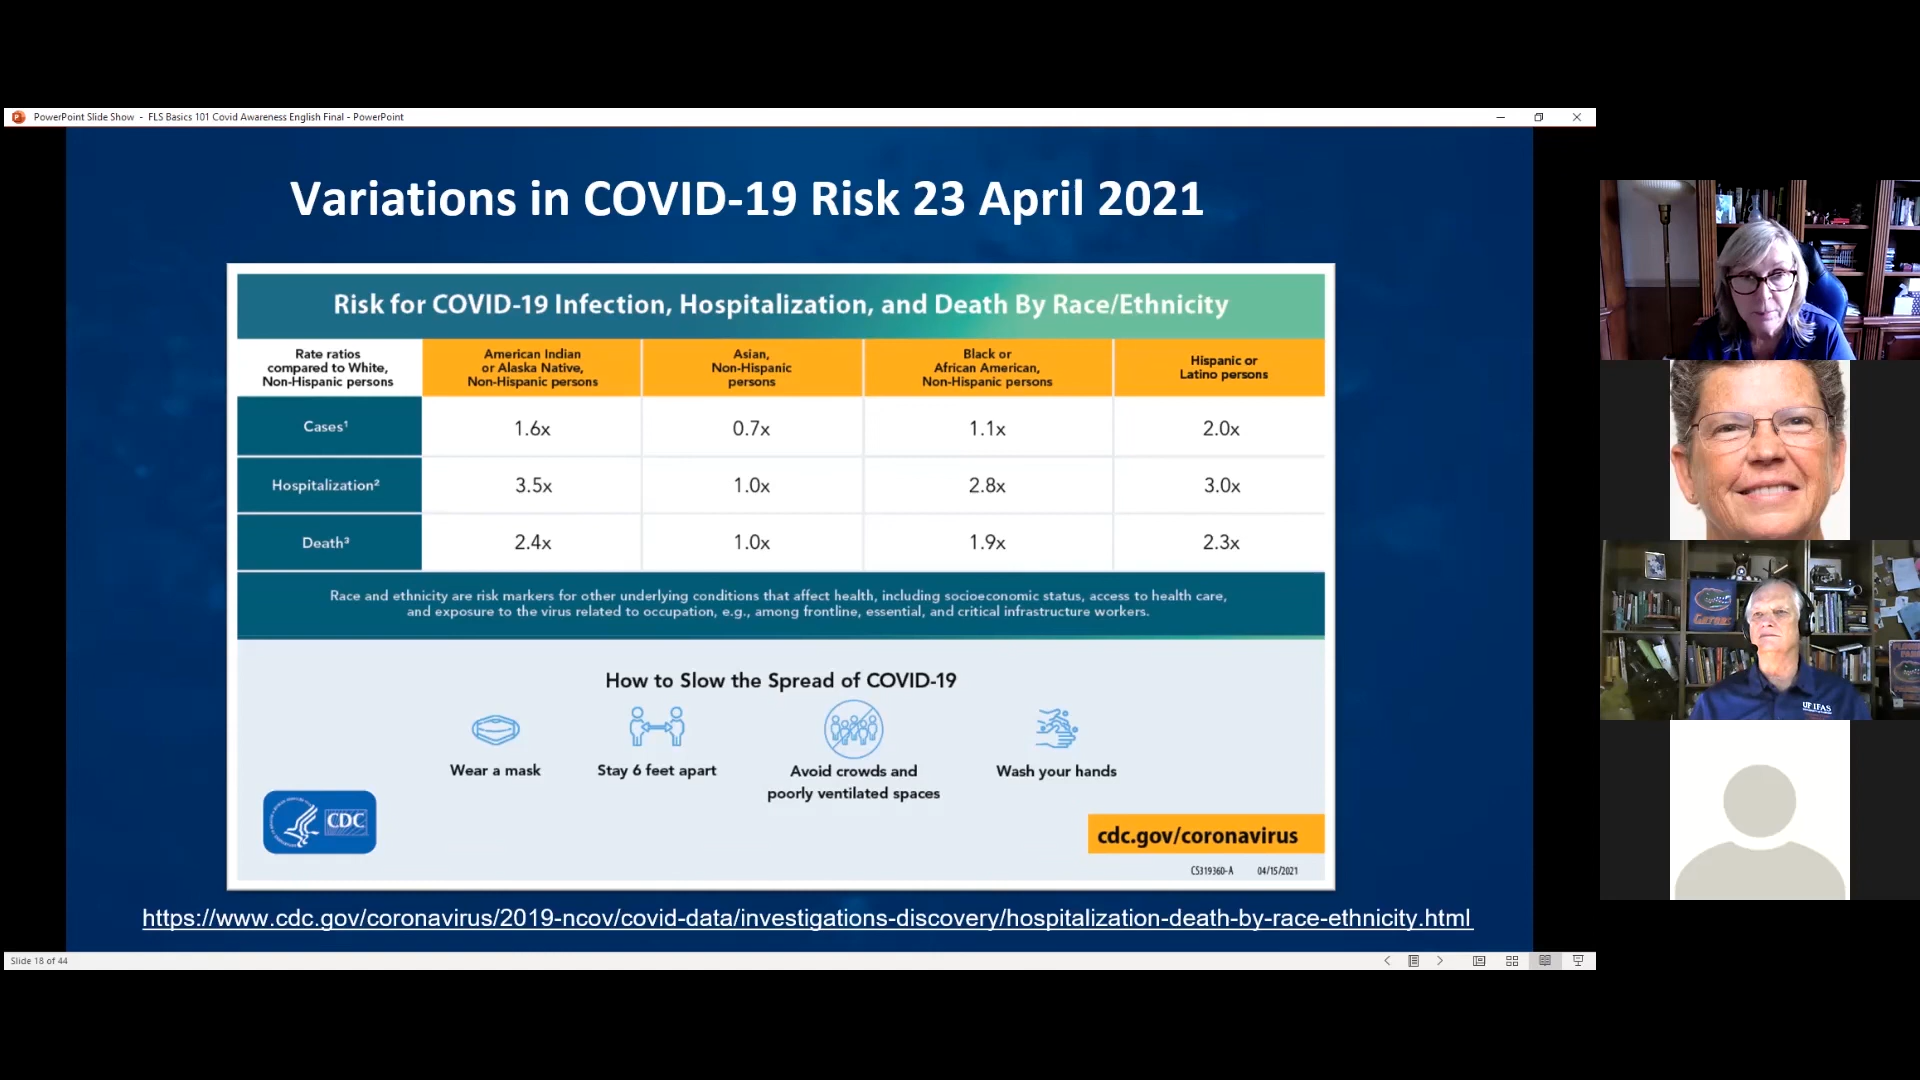 PowerPoint Slide Show - FLS Basics 101 Covid Awareness English Final - PowerPoint
Variations in COVID-19 Risk 23 April 2021
Risk for COVID-19 Infection, Hospitalization, and Death By Race/Ethnicity
Rate ratios
compared to White,
Non-Hispanic persons
American Indian
or Alaska Native,
Non-Hispanic persons
Asian,
Non-Hispanic
persons
Black or
African American,
Non-Hispanic persons
Hispanic or
Latino persons
Cases¹
1.6x
0.7x
1.1x
2.0x
Hospitalization²
3.5x
1.0x
2.8x
3.0x
Death³
2.4x
1.0x
1.9x
2.3x
Race and ethnicity are risk markers for other underlying conditions that affect health, including socioeconomic status, access to health care,
and exposure to the virus related to occupation, e.g., among frontline, essential, and critical infrastructure workers.
How to Slow the Spread of COVID-19
Wear a mask
Stay 6 feet apart
Avoid crowds and
poorly ventilated spaces
Wash your hands
CDC
cdc.gov/coronavirus
CS319360-A 04/15/2021
https://www.cdc.gov/coronavirus/2019-ncov/covid-data/investigations-discovery/hospitalization-death-by-race-ethnicity.html
Slide 18 of 44
GATORS
UF IFAS